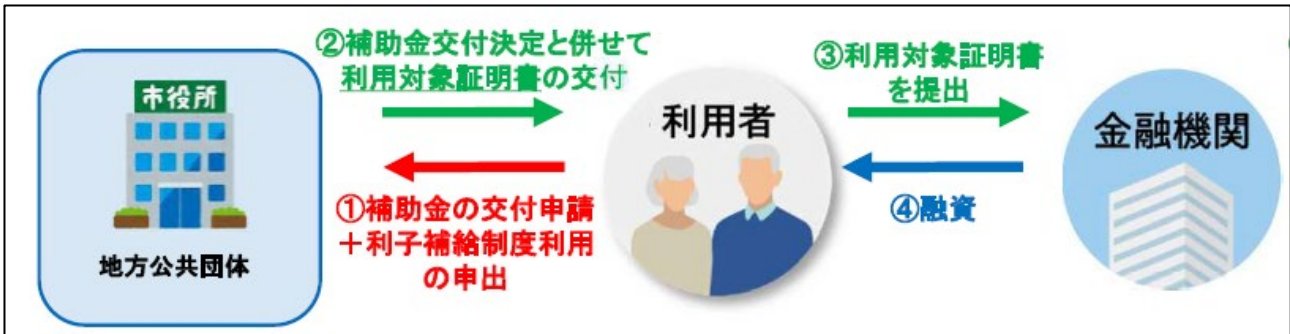 ②補助金交付決定と併せて
利用対象証明書の交付
③利用対象証明書
を提出
市役所
利用者
金融機関
①補助金の交付申請
＋利子補給制度利用
の申出
④融資
地方公共団体